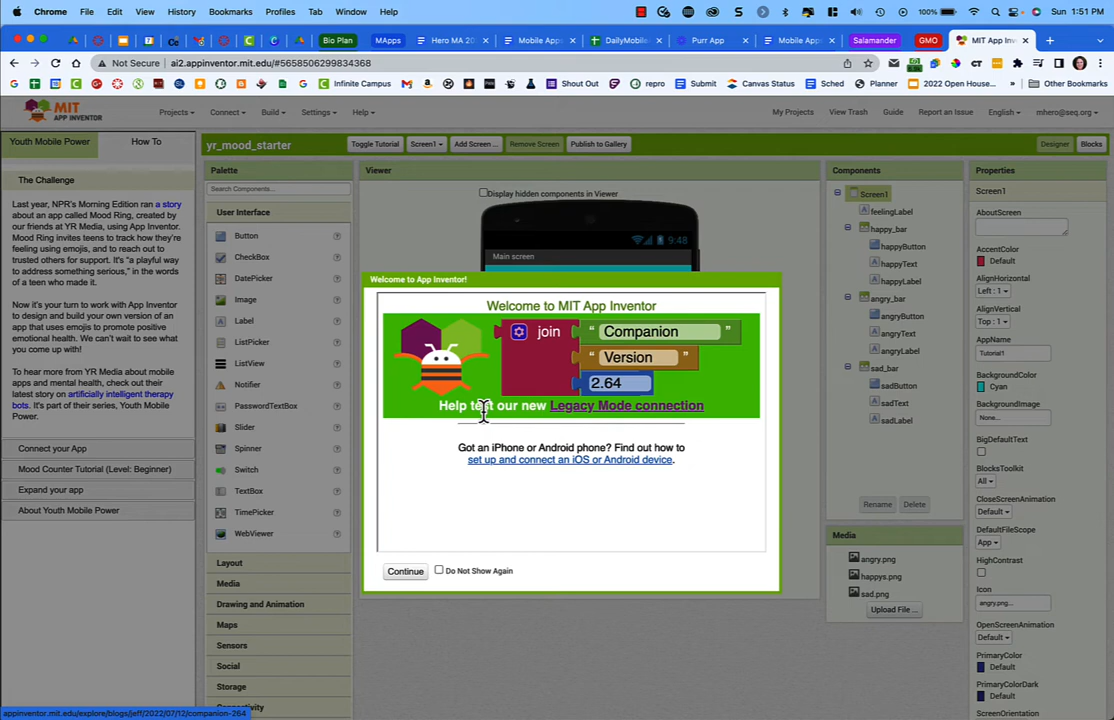 Chrome File Edit View History Bookmarks Profiles Tab Window Help 100% Sun 1:51 PM
Bio Plan MApps Hero MA 20 Mobile Apps DailyMobile Purr App Mobile App Salamander GMO MIT App Inv
Not Secure ai2.appinventor.mit.edu/#5658506299834368
Infinite Campus Shout Out repro Submit Canvas Status Sched Planner 2022 Open House... Other Bookmarks
MIT APP INVENTOR Projects Connect Build Settings Help My Projects View Trash Guide Report an Issue English mhero@seq.org
Youth Mobile Power How To
yr_mood_starter Toggle Tutorial Screen1 Add Screen ... Remove Screen Publish to Gallery Designer Blocks
The Challenge
Last year, NPR's Morning Edition ran a story
about an app called Mood Ring, created by
our friends at YR Media, using App Inventor.
Mood Ring invites teens to track how they're
feeling using emojis, and to reach out to
trusted others for support. It's "a playful way
to address something serious," in the words
of a teen who made it.
Now it's your turn to work with App Inventor
to design and build your own version of an
app that uses emojis to promote positive
emotional health. We can't wait to see what
you come up with!
To hear more from YR Media about mobile
apps and mental health, check out their
latest story on artificially intelligent therapy
bots. It's part of their series, Youth Mobile
Power.
Connect your App
Mood Counter Tutorial (Level: Beginner)
Expand your app
About Youth Mobile Power
Palette
Search Components...
User Interface
Button
CheckBox
DatePicker
Image
Label
ListPicker
ListView
Notifier
PasswordTextBox
Slider
Spinner
Switch
TextBox
TimePicker
WebViewer
Layout
Media
Drawing and Animation
Maps
Sensors
Social
Storage
Connectivity
Viewer
Display hidden components in Viewer
9:48
Main screen
Welcome to App Inventor!
Welcome to MIT App Inventor
join " Companion "
" Version "
2.64
Help test our new Legacy Mode connection
Got an iPhone or Android phone? Find out how to
set up and connect an iOS or Android device.
Continue Do Not Show Again
Components
Screen1
feelingLabel
happy_bar
happyButton
happyText
happyLabel
angry_bar
angryButton
angryText
angryLabel
sad_bar
sadButton
sadText
sadLabel
Rename Delete
Media
angry.png
happys.png
sad.png
Upload File ...
Properties
Screen1
AboutScreen
AccentColor
Default
AlignHorizontal
Left : 1
AlignVertical
Top : 1
AppName
Tutorial1
BackgroundColor
Cyan
BackgroundImage
None...
BigDefaultText
BlocksToolkit
All
CloseScreenAnimation
Default
DefaultFileScope
App
HighContrast
Icon
angry.png...
OpenScreenAnimation
Default
PrimaryColor
Default
PrimaryColorDark
Default
ScreenOrientation
appinventor.mit.edu/explore/blogs/jeff/2022/07/12/companion-264